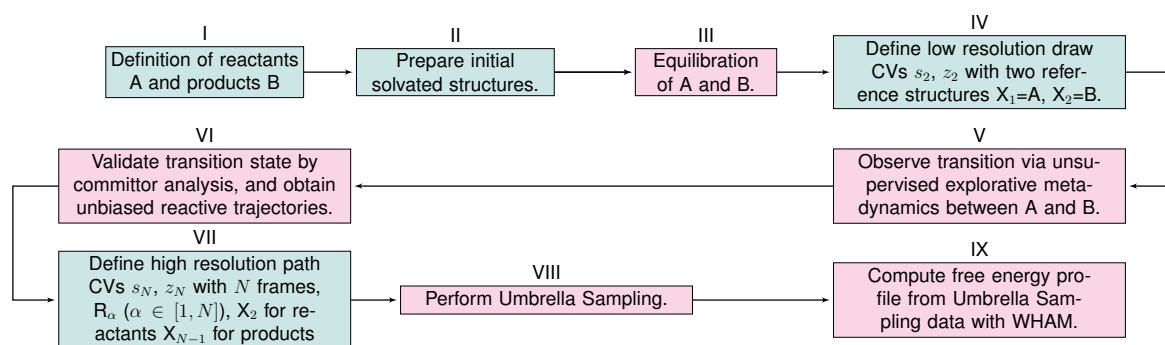 I
Definition of reactants
A and products B
II
Prepare initial
solvated structures.
III
Equilibration
of A and B.
IV
Define low resolution draw
CVs s₂, z₂ with two refer-
ence structures X₁=A, X₂=B.
V
Observe transition via unsu-
pervised explorative meta-
dynamics between A and B.
VI
Validate transition state by
committor analysis, and obtain
unbiased reactive trajectories.
VII
Define high resolution path
CVs s_N, z_N with N frames,
R_α (α ∈ [1, N]), X₂ for re-
actants X_{N−1} for products
VIII
Perform Umbrella Sampling.
IX
Compute free energy pro-
file from Umbrella Sam-
pling data with WHAM.